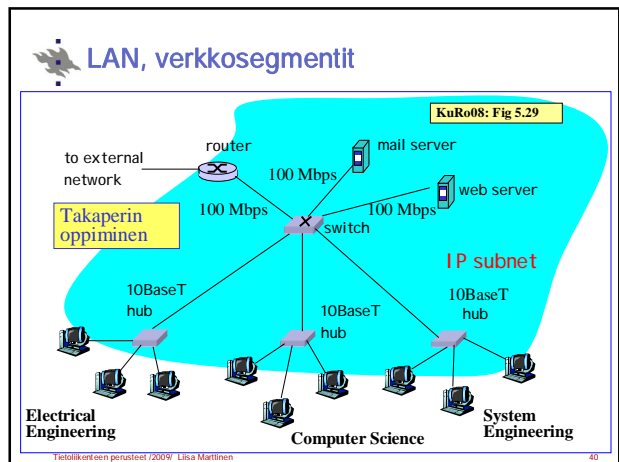 LAN, verkkosegmentit
KuRo08: Fig 5.29
to external
network
router
mail server
100 Mbps
web server
100 Mbps
100 Mbps
Takaperin
oppiminen
switch
IP subnet
10BaseT
hub
10BaseT
hub
10BaseT
hub
Electrical
Engineering
Computer Science
System
Engineering
Tietoliikenteen perusteet /2009/ Liisa Marttinen
40